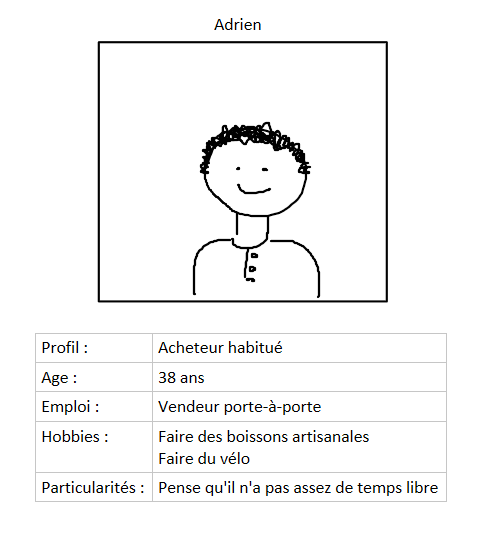 Adrien
Profil : Acheteur habitué
Age : 38 ans
Emploi : Vendeur porte-à-porte
Hobbies : Faire des boissons artisanales
Faire du vélo
Particularités : Pense qu'il n'a pas assez de temps libre